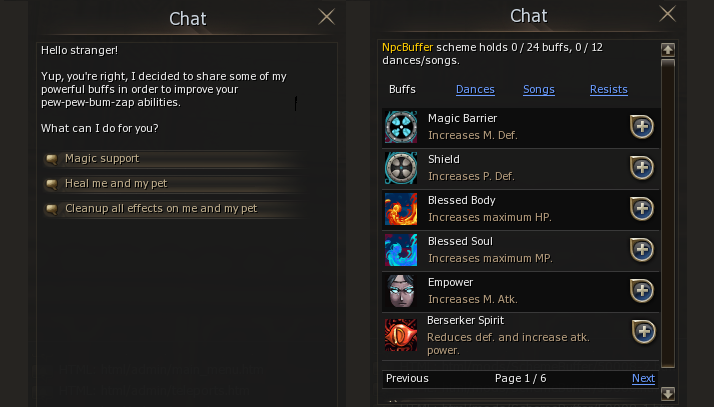 Chat
Hello stranger!
Yup, you're right, I decided to share some of my
powerful buffs in order to improve your
pew-pew-bum-zap abilities.
What can I do for you?
Magic support
Heal me and my pet
Cleanup all effects on me and my pet
Chat
NpcBuffer scheme holds 0 / 24 buffs, 0 / 12
dances/songs.
Buffs Dances Songs Resists
Magic Barrier
Increases M. Def.
Shield
Increases P. Def.
Blessed Body
Increases maximum HP.
Blessed Soul
Increases maximum MP.
Empower
Increases M. Atk.
Berserker Spirit
Reduces def. and increase atk.
power.
Previous Page 1 / 6 Next